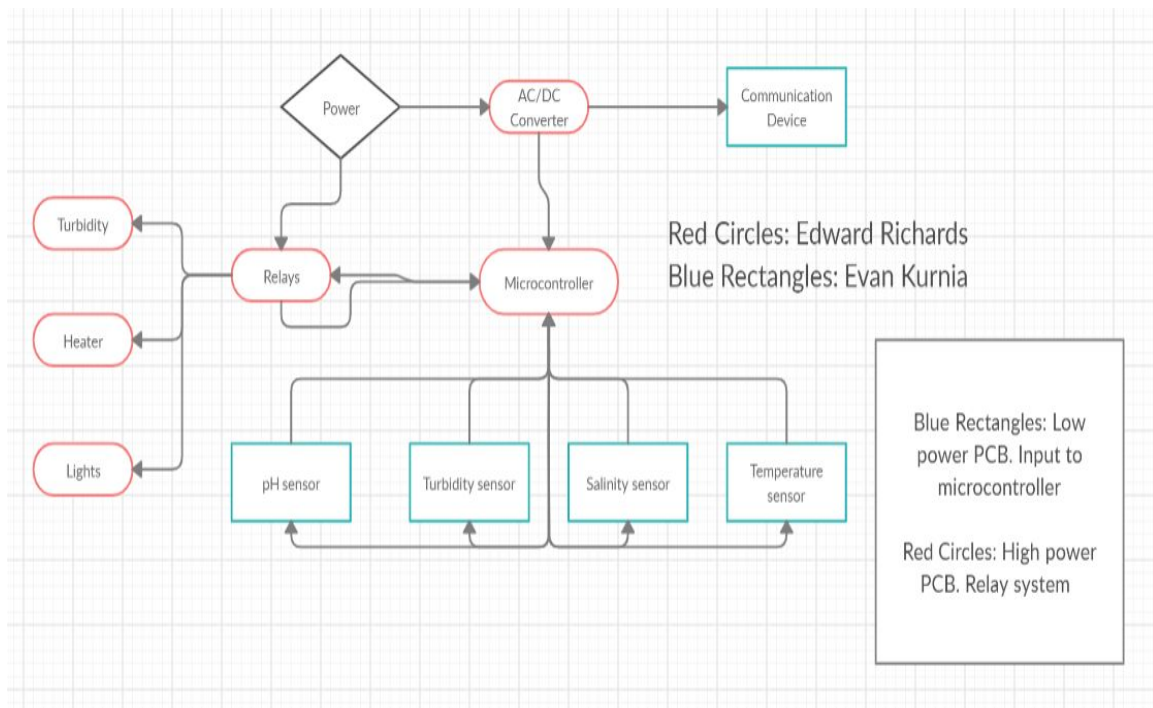 Power
AC/DC
Converter
Communication
Device
Turbidity
Red Circles: Edward Richards
Blue Rectangles: Evan Kurnia
Relays
Microcontroller
Heater
Lights
pH sensor
Turbidity sensor
Salinity sensor
Temperature
sensor
Blue Rectangles: Low
power PCB. Input to
microcontroller
Red Circles: High power
PCB. Relay system